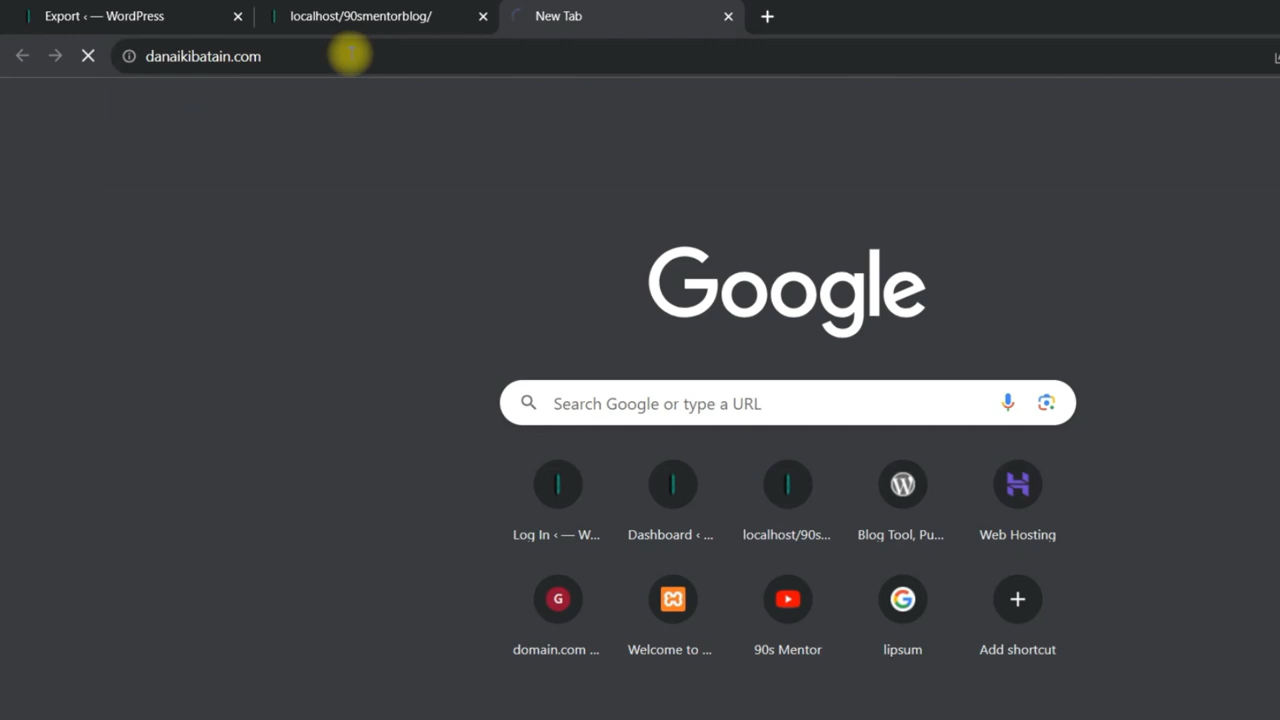 Export ‹ — WordPress
localhost/90smentorblog/
New Tab
danaikibatain.com
Google
Search Google or type a URL
Log In ‹ — W...
Dashboard ‹ ...
localhost/90s...
Blog Tool, Pu...
Web Hosting
G
domain.com ...
Welcome to ...
90s Mentor
lipsum
Add shortcut